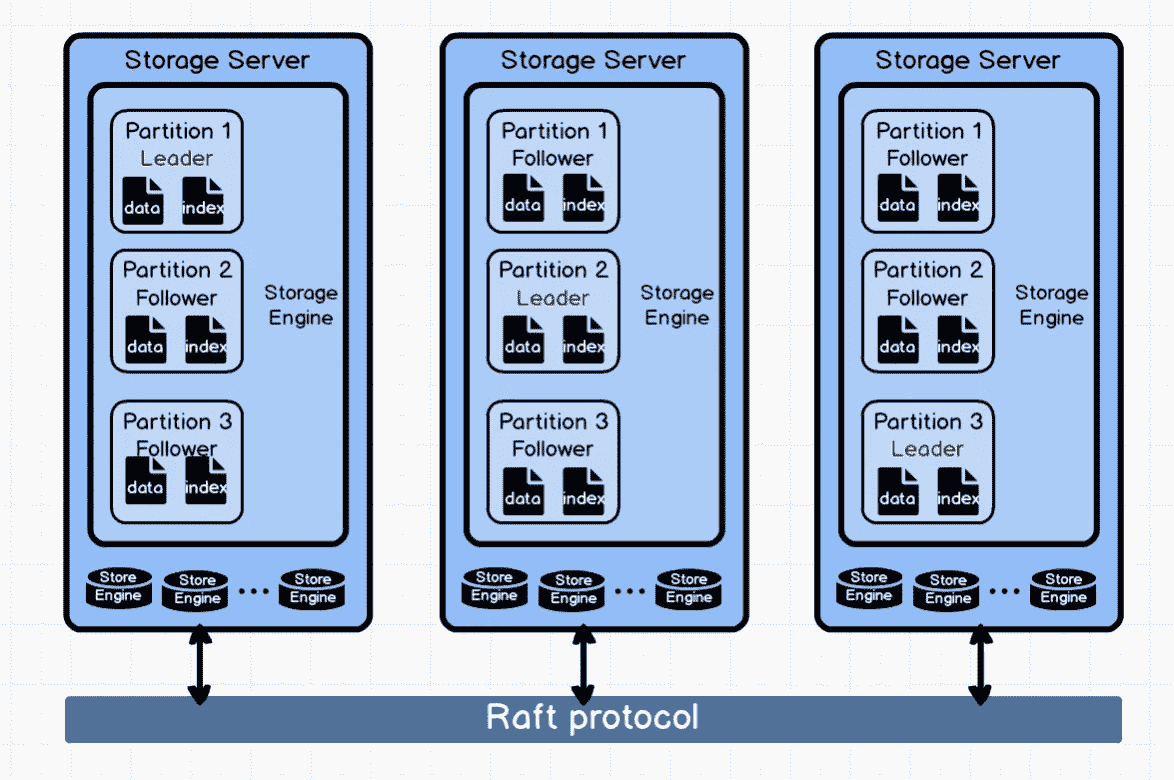 Storage Server
Partition 1
Leader
data index
Partition 2
Follower
data index
Storage
Engine
Partition 3
Follower
data index
Store
Engine
Store
Engine
...
Store
Engine
Storage Server
Partition 1
Follower
data index
Partition 2
Leader
data index
Storage
Engine
Partition 3
Follower
data index
Store
Engine
Store
Engine
...
Store
Engine
Storage Server
Partition 1
Follower
data index
Partition 2
Follower
data index
Storage
Engine
Partition 3
Leader
data index
Store
Engine
Store
Engine
...
Store
Engine
Raft protocol